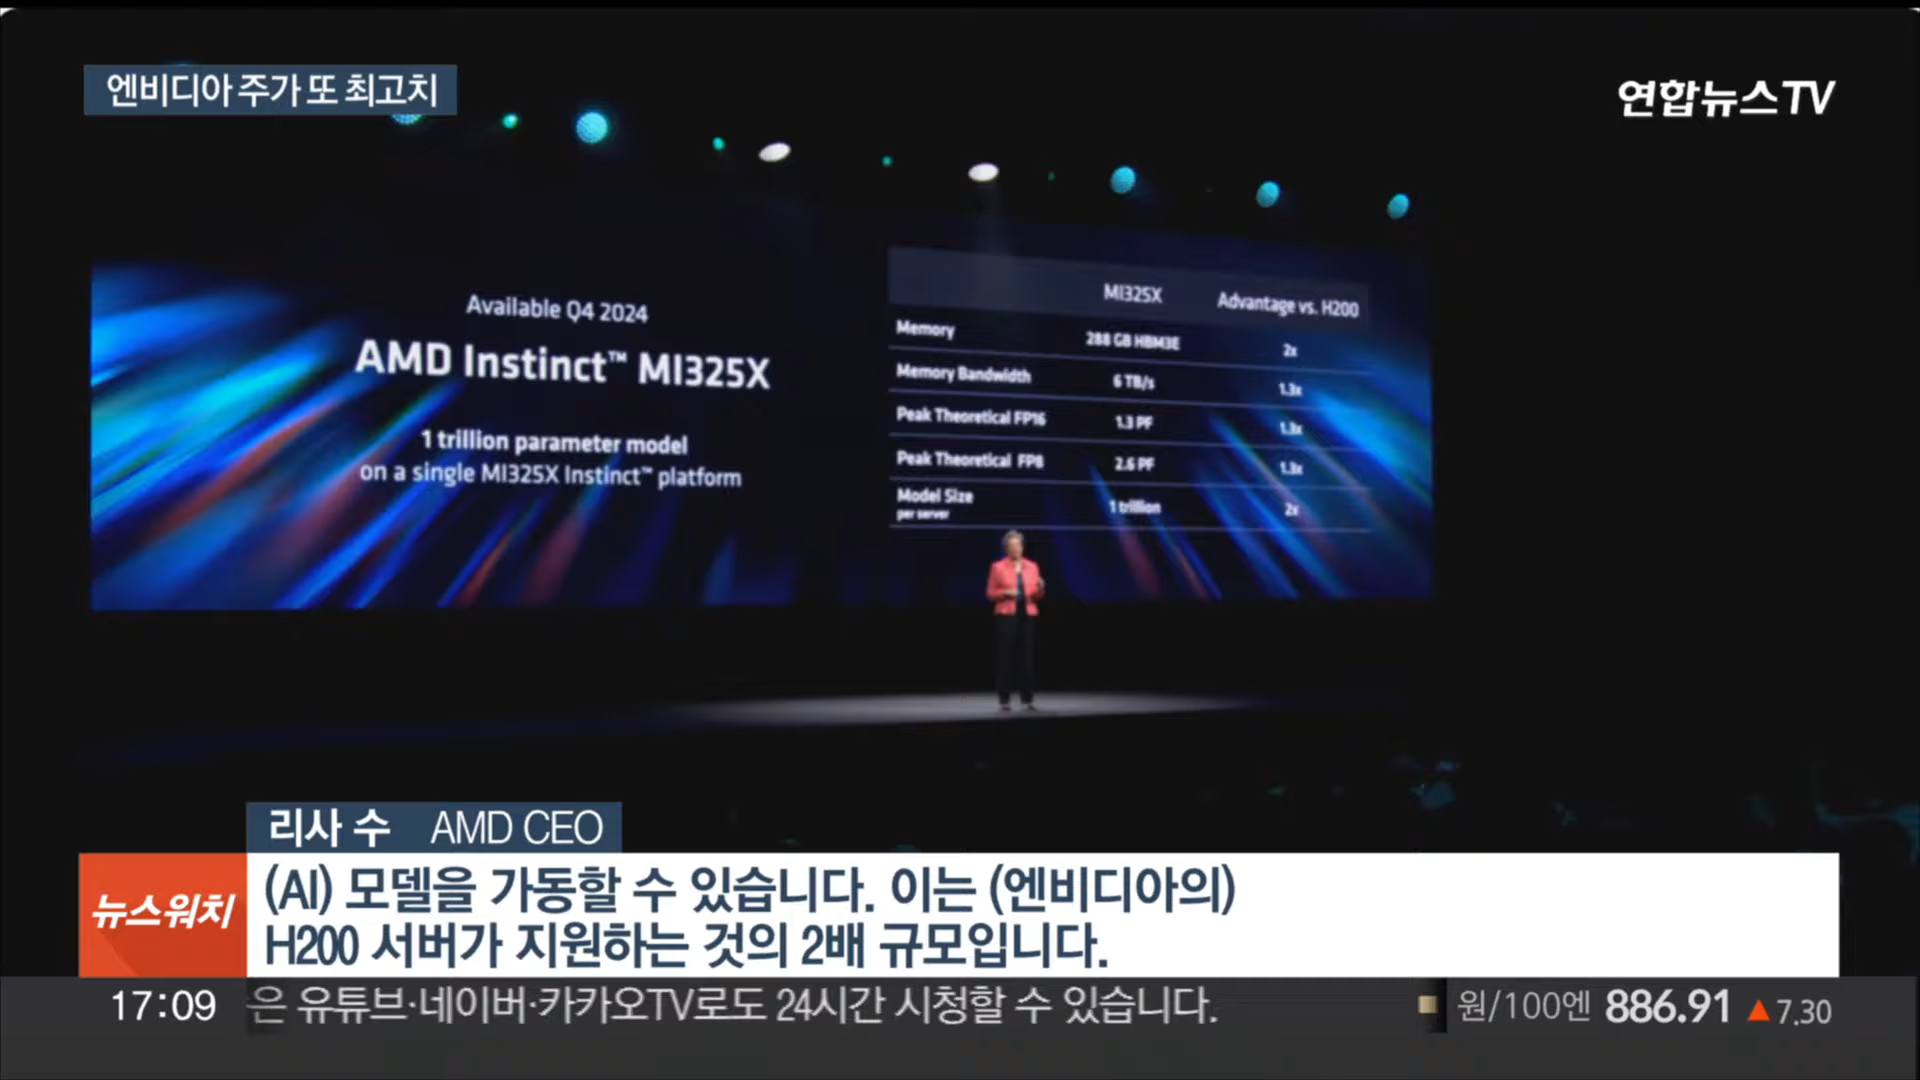 엔비디아 주가 또 최고치
연합뉴스TV
Available Q4 2024
AMD Instinct™ MI325X
1 trillion parameter model
on a single MI325X Instinct™ platform
MI325X Advantage vs. H200
Memory 288 GB HBM3E 2x
Memory Bandwidth 6 TB/s 1.3x
Peak Theoretical FP16 1.3 PF 1.3x
Peak Theoretical FP8 2.6 PF 1.3x
Model Size 1 trillion 2x
per server
리사 수 AMD CEO
뉴스워치
(AI) 모델을 가동할 수 있습니다. 이는 (엔비디아의)
H200 서버가 지원하는 것의 2배 규모입니다.
17:09 은 유튜브·네이버·카카오TV로도 24시간 시청할 수 있습니다. 원/100엔 886.91 ▲7.30